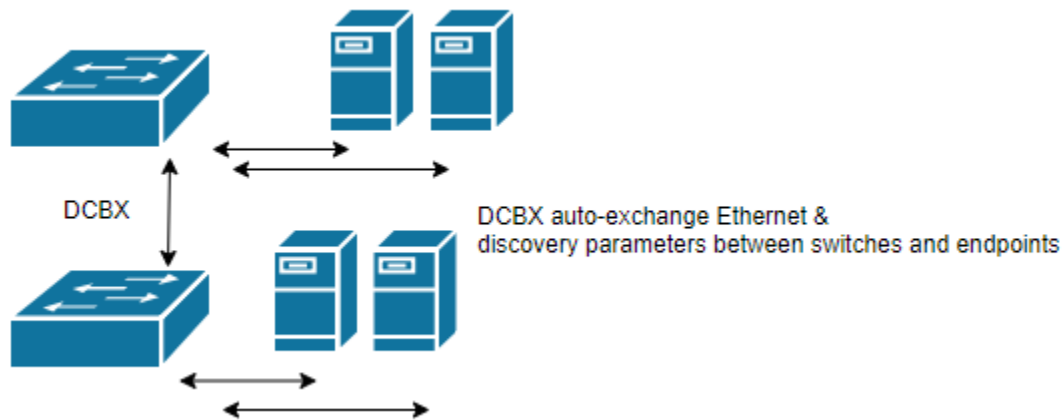 DCBX
DCBX auto-exchange Ethernet &
discovery parameters between switches and endpoints